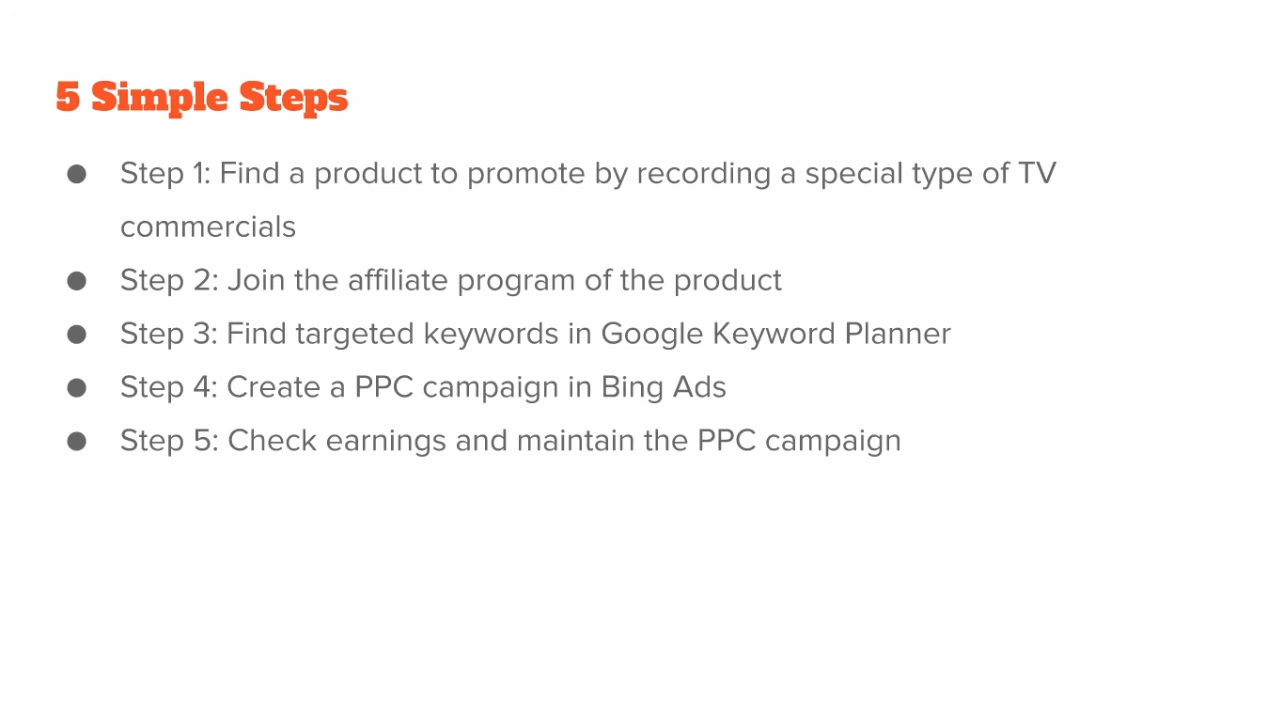 5 Simple Steps
● Step 1: Find a product to promote by recording a special type of TV
commercials
● Step 2: Join the affiliate program of the product
● Step 3: Find targeted keywords in Google Keyword Planner
● Step 4: Create a PPC campaign in Bing Ads
● Step 5: Check earnings and maintain the PPC campaign